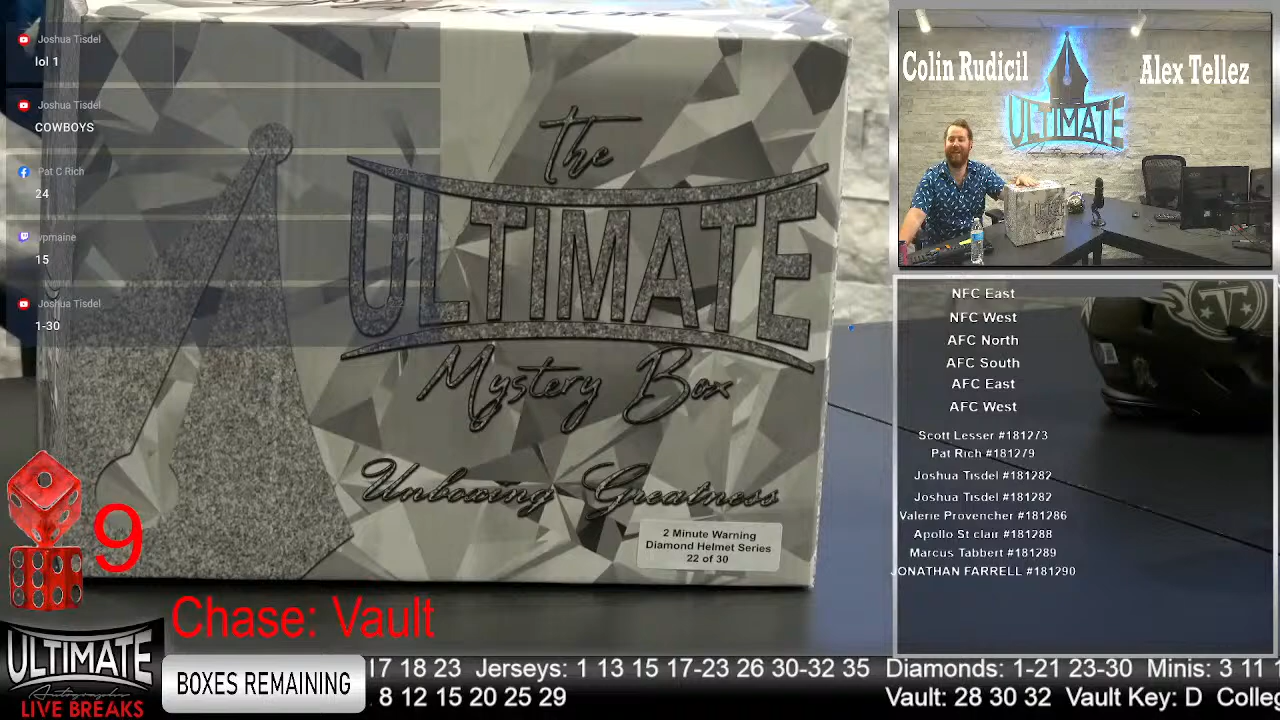 Joshua Tisdel
lol 1
Joshua Tisdel
COWBOYS
Pat C Rich
24
vpmaine
15
Joshua Tisdel
1-30
22
The
ULTIMATE
Mystery Box
Unboxing Greatness
2 Minute Warning
Diamond Helmet Series
22 of 30
9
Chase: Vault
ULTIMATE
Autographs
LIVE BREAKS
BOXES REMAINING
Colin Rudicil
Alex Tellez
ULTIMATE
NFC East
NFC West
AFC North
AFC South
AFC East
AFC West
Scott Lesser #181273
Pat Rich #181279
Joshua Tisdel #181282
Joshua Tisdel #181282
Valerie Provencher #181286
Apollo St clair #181288
Marcus Tabbert #181289
JONATHAN FARRELL #181290
17 18 23 Jerseys: 1 13 15 17-23 26 30-32 35 Diamonds: 1-21 23-30 Minis: 3 11
8 12 15 20 25 29 Vault: 28 30 32 Vault Key: D Colleg